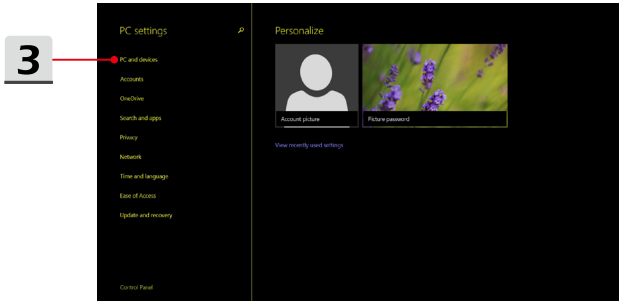 3
PC settings
PC and devices
Accounts
OneDrive
Search and apps
Privacy
Network
Time and language
Ease of Access
Update and recovery
Control Panel
Personalize
Account picture
Picture password
View recently used settings